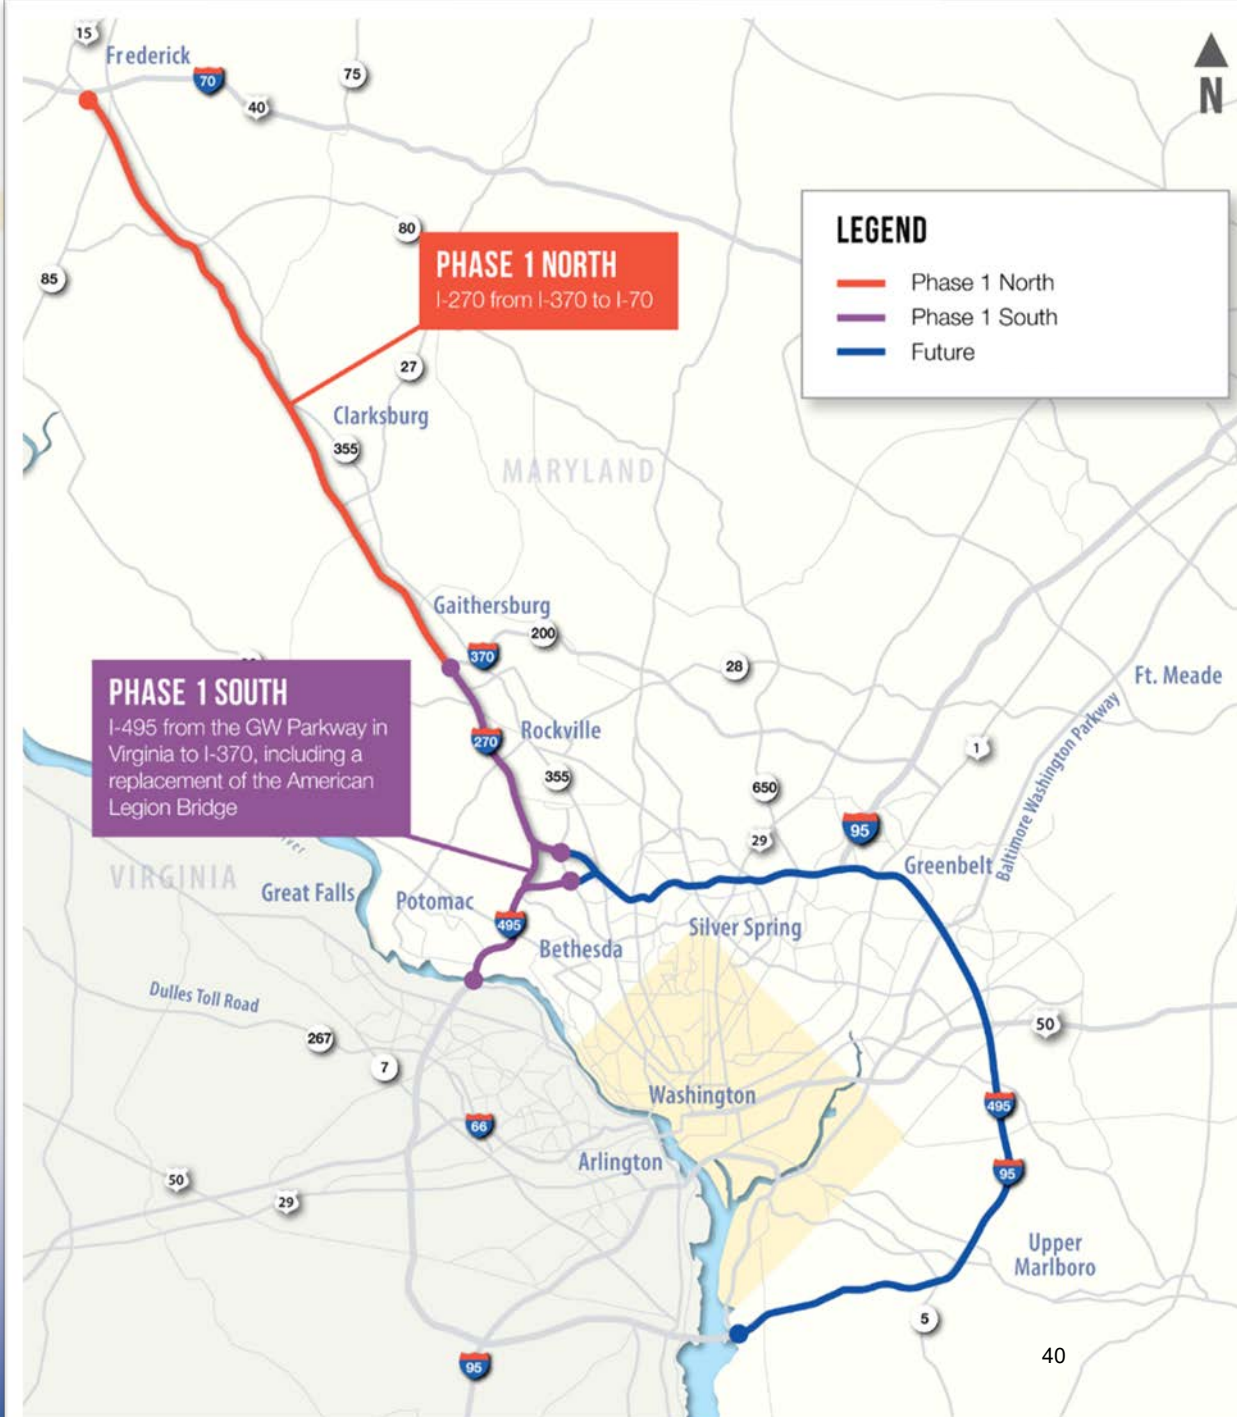 15
Frederick
70
75
40
N
80
LEGEND
Phase 1 North
Phase 1 South
Future
PHASE 1 NORTH
I-270 from I-370 to I-70
85
27
Clarksburg
355
MARYLAND
Gaithersburg
200
370
28
Ft. Meade
PHASE 1 SOUTH
I-495 from the GW Parkway in
Virginia to I-370, including a
replacement of the American
Legion Bridge
270
Rockville
355
1
650
29
95
Baltimore Washington Parkway
Greenbelt
VIRGINIA
Great Falls
Potomac
495
Silver Spring
Bethesda
Dulles Toll Road
267
7
50
Washington
495
66
Arlington
95
50
29
Upper
Marlboro
5
40
95